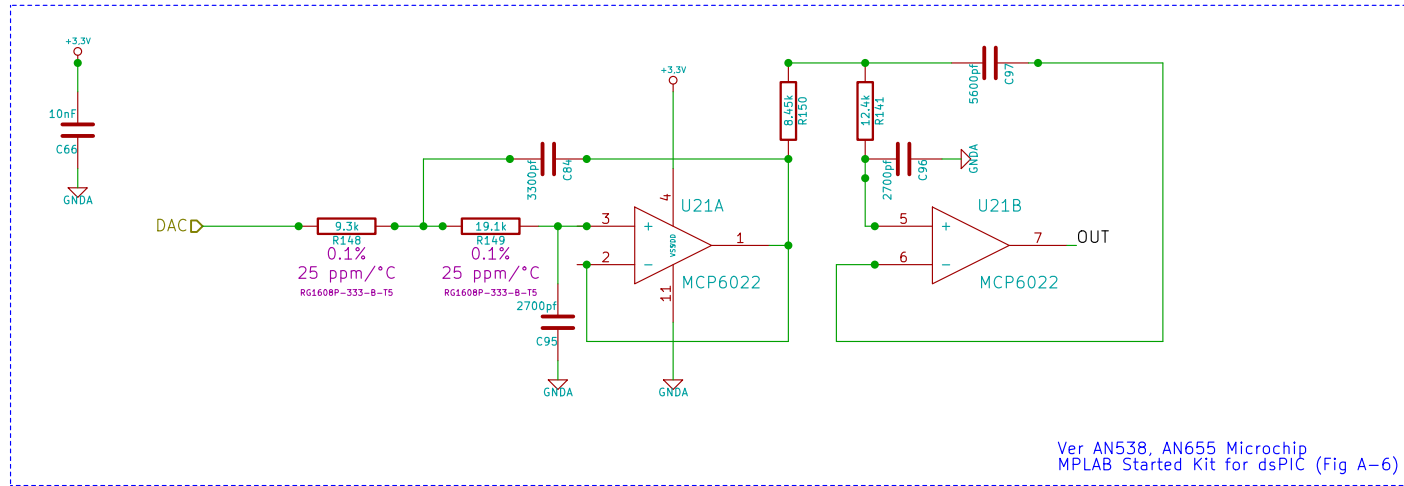 +3.3V
10nF
C66
GNDA
DAC
9.3k
R148
0.1%
25 ppm/°C
RG1608P-333-B-T5
3300pf
C84
19.1k
R149
0.1%
25 ppm/°C
RG1608P-333-B-T5
2700pf
C95
GNDA
+3.3V
4
U21A
3
+
2
−
1
VSS
VDD
MCP6022
11
GNDA
8.45k
R150
12.4k
R141
5600pf
C97
2700pf
C96
GNDA
U21B
5
+
6
−
7
OUT
MCP6022
Ver AN538, AN655 Microchip
MPLAB Started Kit for dsPIC (Fig A-6)